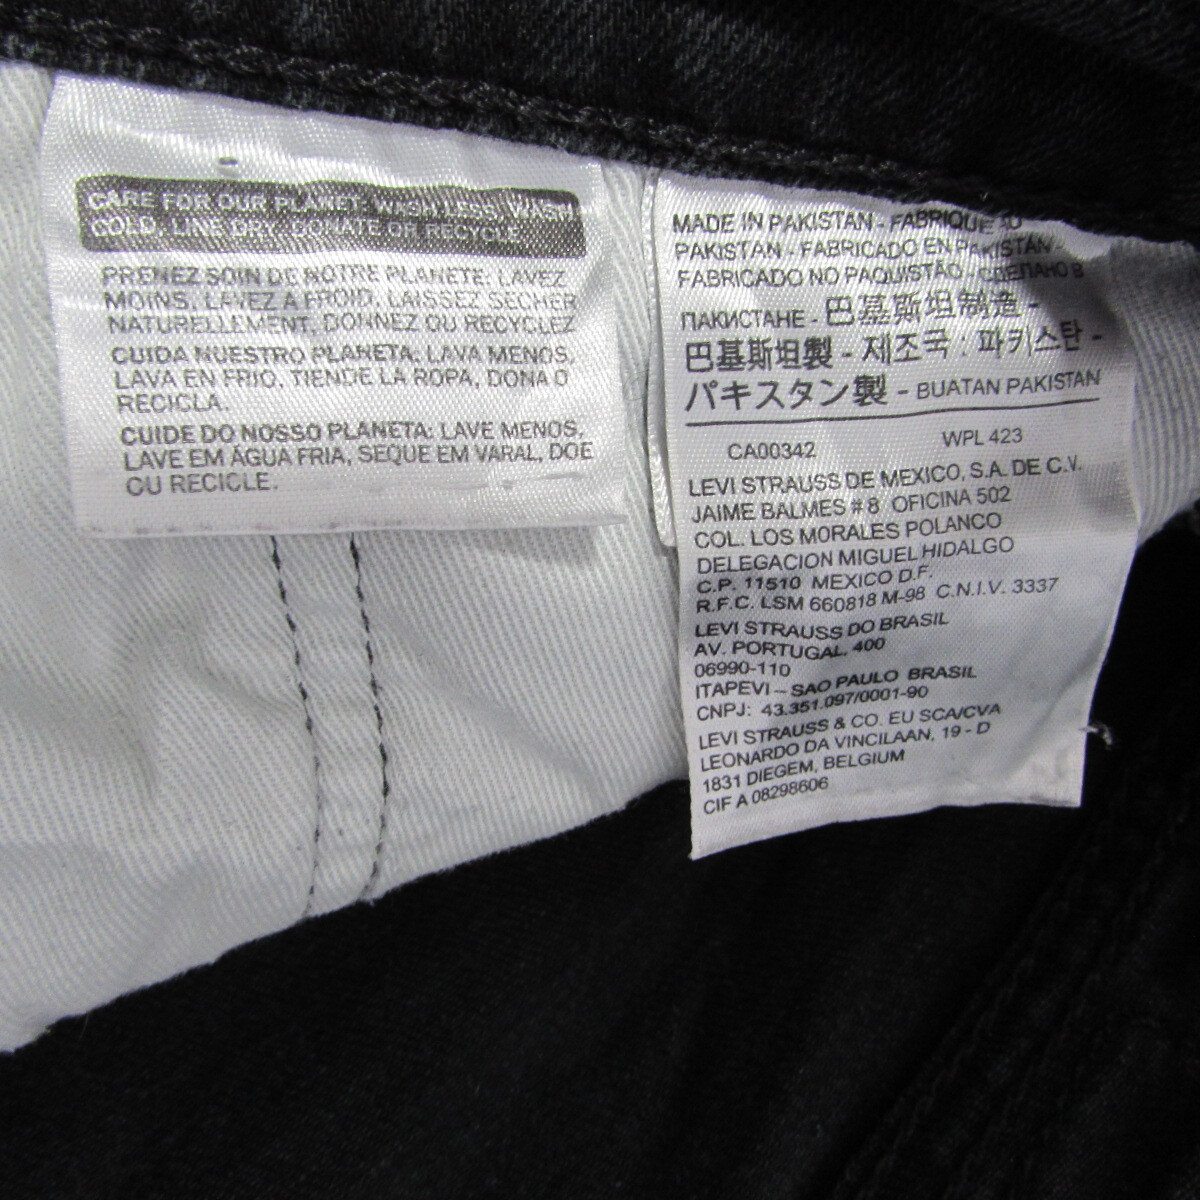 CARE FOR OUR PLANET: WASH LESS, WASH
COLD, LINE DRY, DONATE OR RECYCLE.
PRENEZ SOIN DE NOTRE PLANÈTE: LAVEZ
MOINS, LAVEZ À FROID, LAISSEZ SÉCHER
NATURELLEMENT, DONNEZ OU RECYCLEZ
CUIDA NUESTRO PLANETA: LAVA MENOS,
LAVA EN FRIO, TIENDE LA ROPA, DONA O
RECICLA.
CUIDE DO NOSSO PLANETA: LAVE MENOS,
LAVE EM ÁGUA FRIA, SEQUE EM VARAL, DOE
OU RECICLE.
MADE IN PAKISTAN - FABRIQUE AU
PAKISTAN - FABRICADO EN PAKISTAN -
FABRICADO NO PAQUISTÃO - СДЕЛАНО В
ПАКИСТАНЕ - 巴基斯坦制造 -
巴基斯坦製 - 제조국 : 파키스탄 -
パキスタン製 - BUATAN PAKISTAN
CA00342 WPL 423
LEVI STRAUSS DE MEXICO, S.A. DE C.V.
JAIME BALMES # 8 OFICINA 502
COL. LOS MORALES POLANCO
DELEGACION MIGUEL HIDALGO
C.P. 11510 MEXICO D.F.
R.F.C. LSM 660818 M-98 C.N.I.V. 3337
LEVI STRAUSS DO BRASIL
AV. PORTUGAL, 400
06990-110
ITAPEVI - SAO PAULO BRASIL
CNPJ: 43.351.097/0001-90
LEVI STRAUSS & CO. EU SCA/CVA
LEONARDO DA VINCILAAN, 19 - D
1831 DIEGEM, BELGIUM
CIF A 08298606